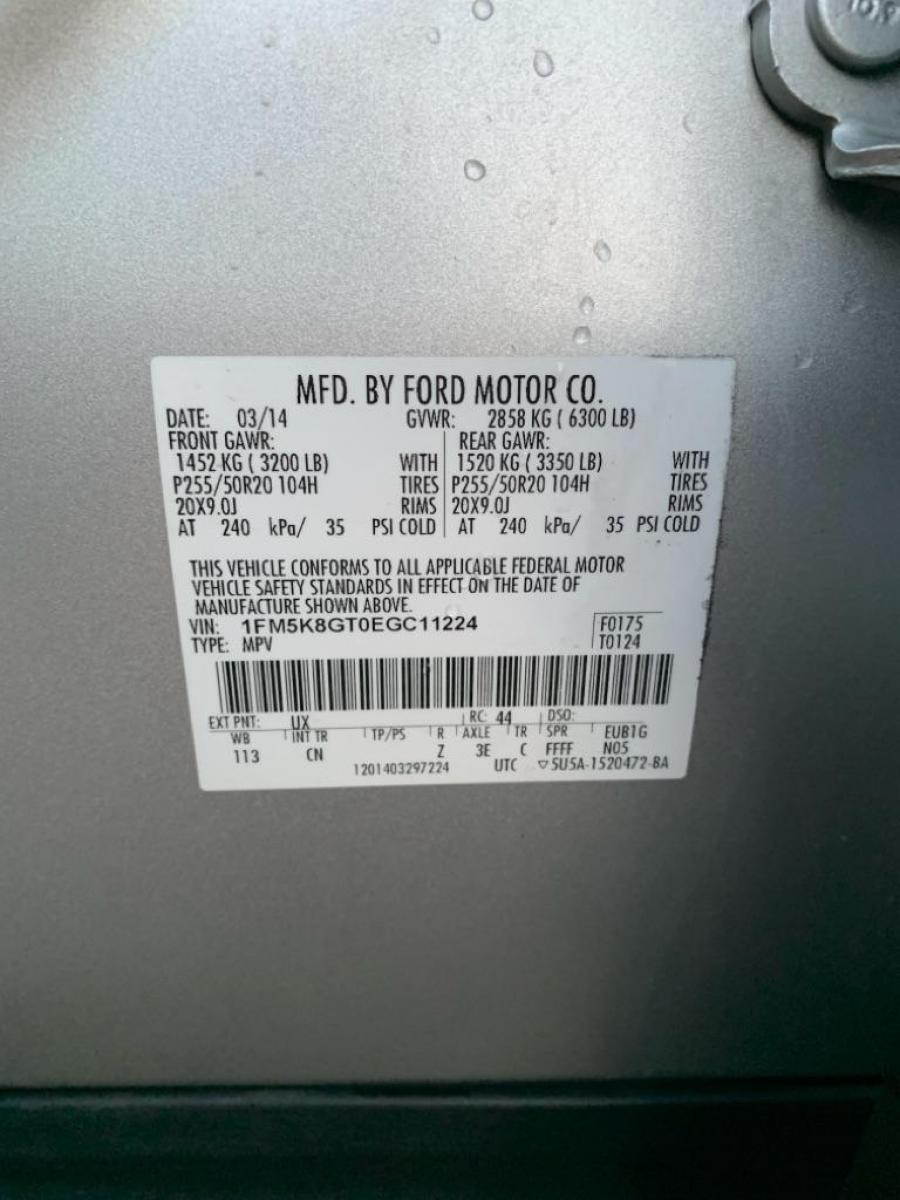 10.9
MFD. BY FORD MOTOR CO.
DATE: 03/14 GVWR: 2858 KG ( 6300 LB)
FRONT GAWR: REAR GAWR:
1452 KG ( 3200 LB) WITH 1520 KG ( 3350 LB) WITH
P255/50R20 104H TIRES P255/50R20 104H TIRES
20X9.0J RIMS 20X9.0J RIMS
AT 240 kPa/ 35 PSI COLD AT 240 kPa/ 35 PSI COLD
THIS VEHICLE CONFORMS TO ALL APPLICABLE FEDERAL MOTOR
VEHICLE SAFETY STANDARDS IN EFFECT ON THE DATE OF
MANUFACTURE SHOWN ABOVE.
VIN: 1FM5K8GT0EGC11224 F0175
TYPE: MPV T0124
EXT PNT: UX RC: 44 DSO:
WB INT TR TP/PS R AXLE TR SPR EUB1G
113 CN Z 3E C FFFF N05
1201403297224 UTC ▽5U5A-1520472-BA